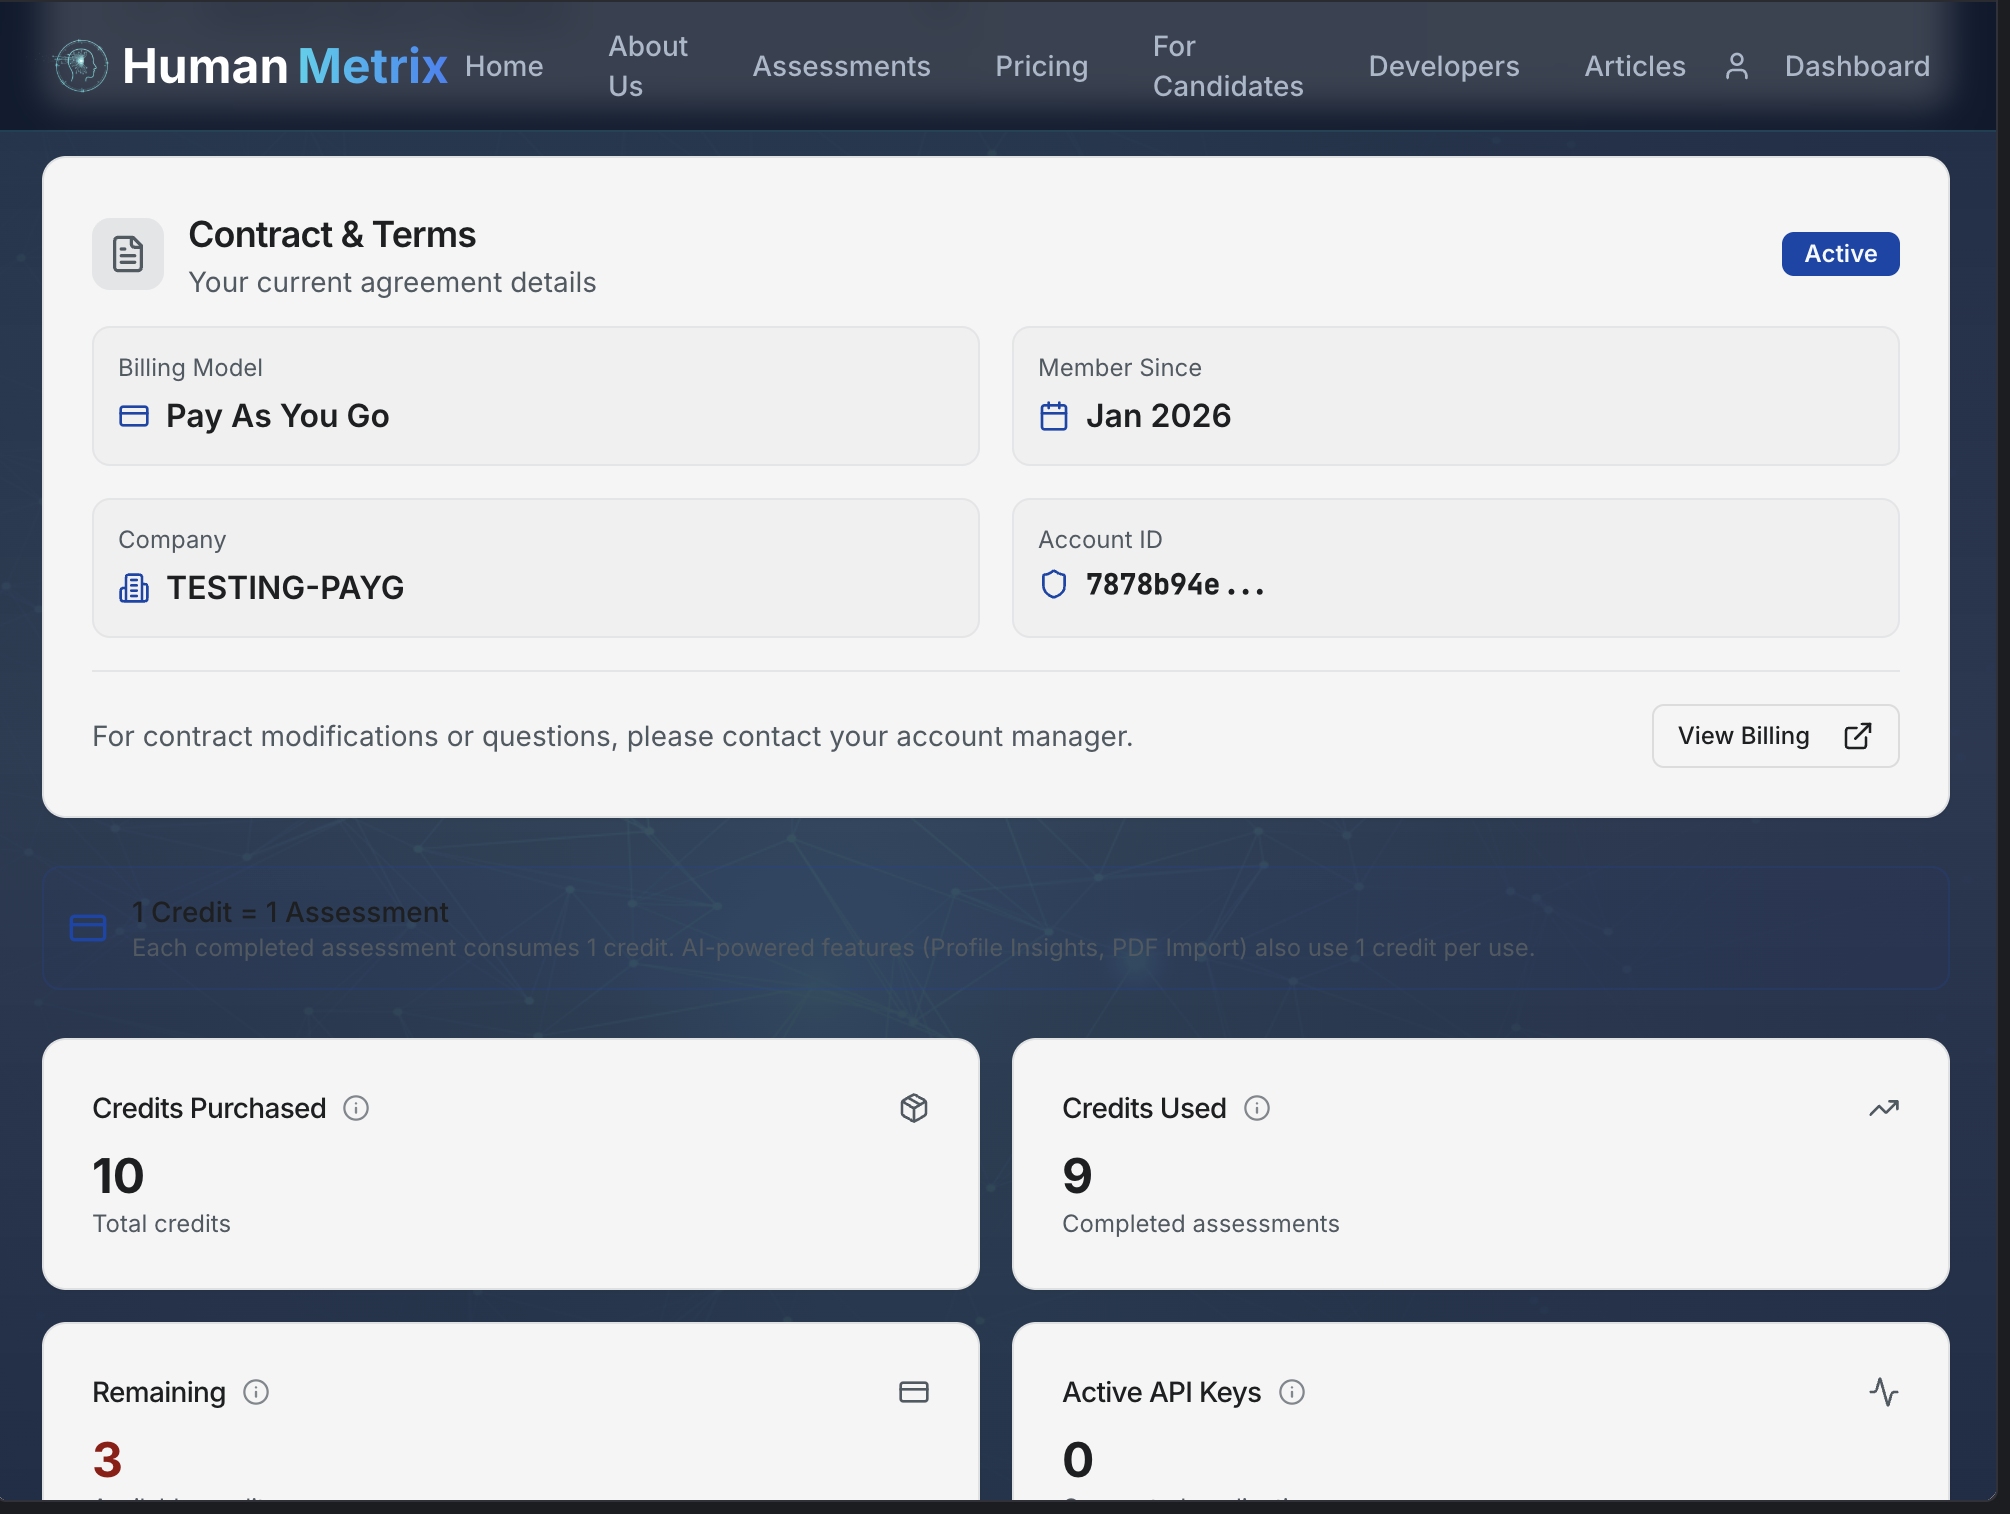 Human Metrix
Home
About
Us
Assessments
Pricing
For
Candidates
Developers
Articles
Dashboard
Contract & Terms
Your current agreement details
Active
Billing Model
Pay As You Go
Member Since
Jan 2026
Company
TESTING-PAYG
Account ID
7878b94e...
For contract modifications or questions, please contact your account manager.
View Billing
1 Credit = 1 Assessment
Each completed assessment consumes 1 credit. AI-powered features (Profile Insights, PDF Import) also use 1 credit per use.
Credits Purchased
10
Total credits
Credits Used
9
Completed assessments
Remaining
3
Active API Keys
0